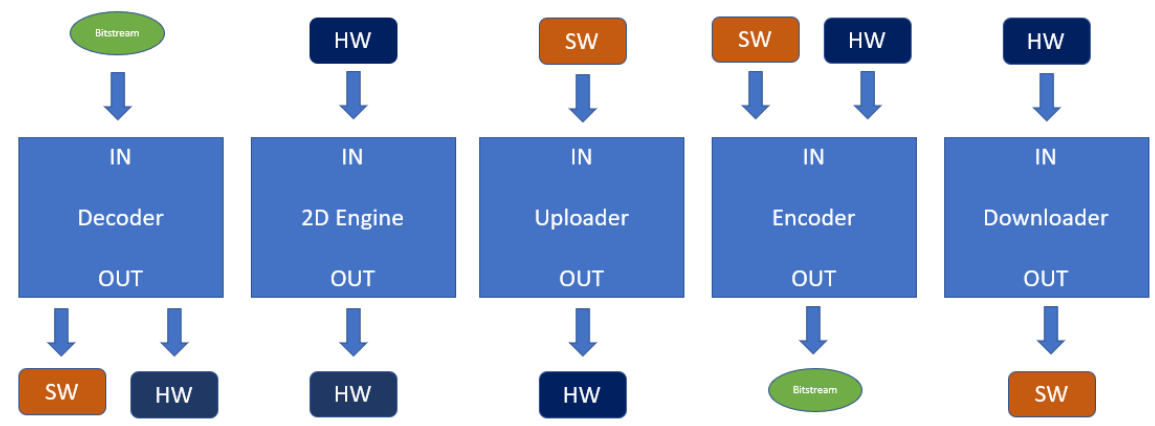 Bitstream
HW
SW
SW
HW
HW
IN
Decoder
OUT
IN
2D Engine
OUT
IN
Uploader
OUT
IN
Encoder
OUT
IN
Downloader
OUT
SW
HW
HW
HW
Bitstream
SW